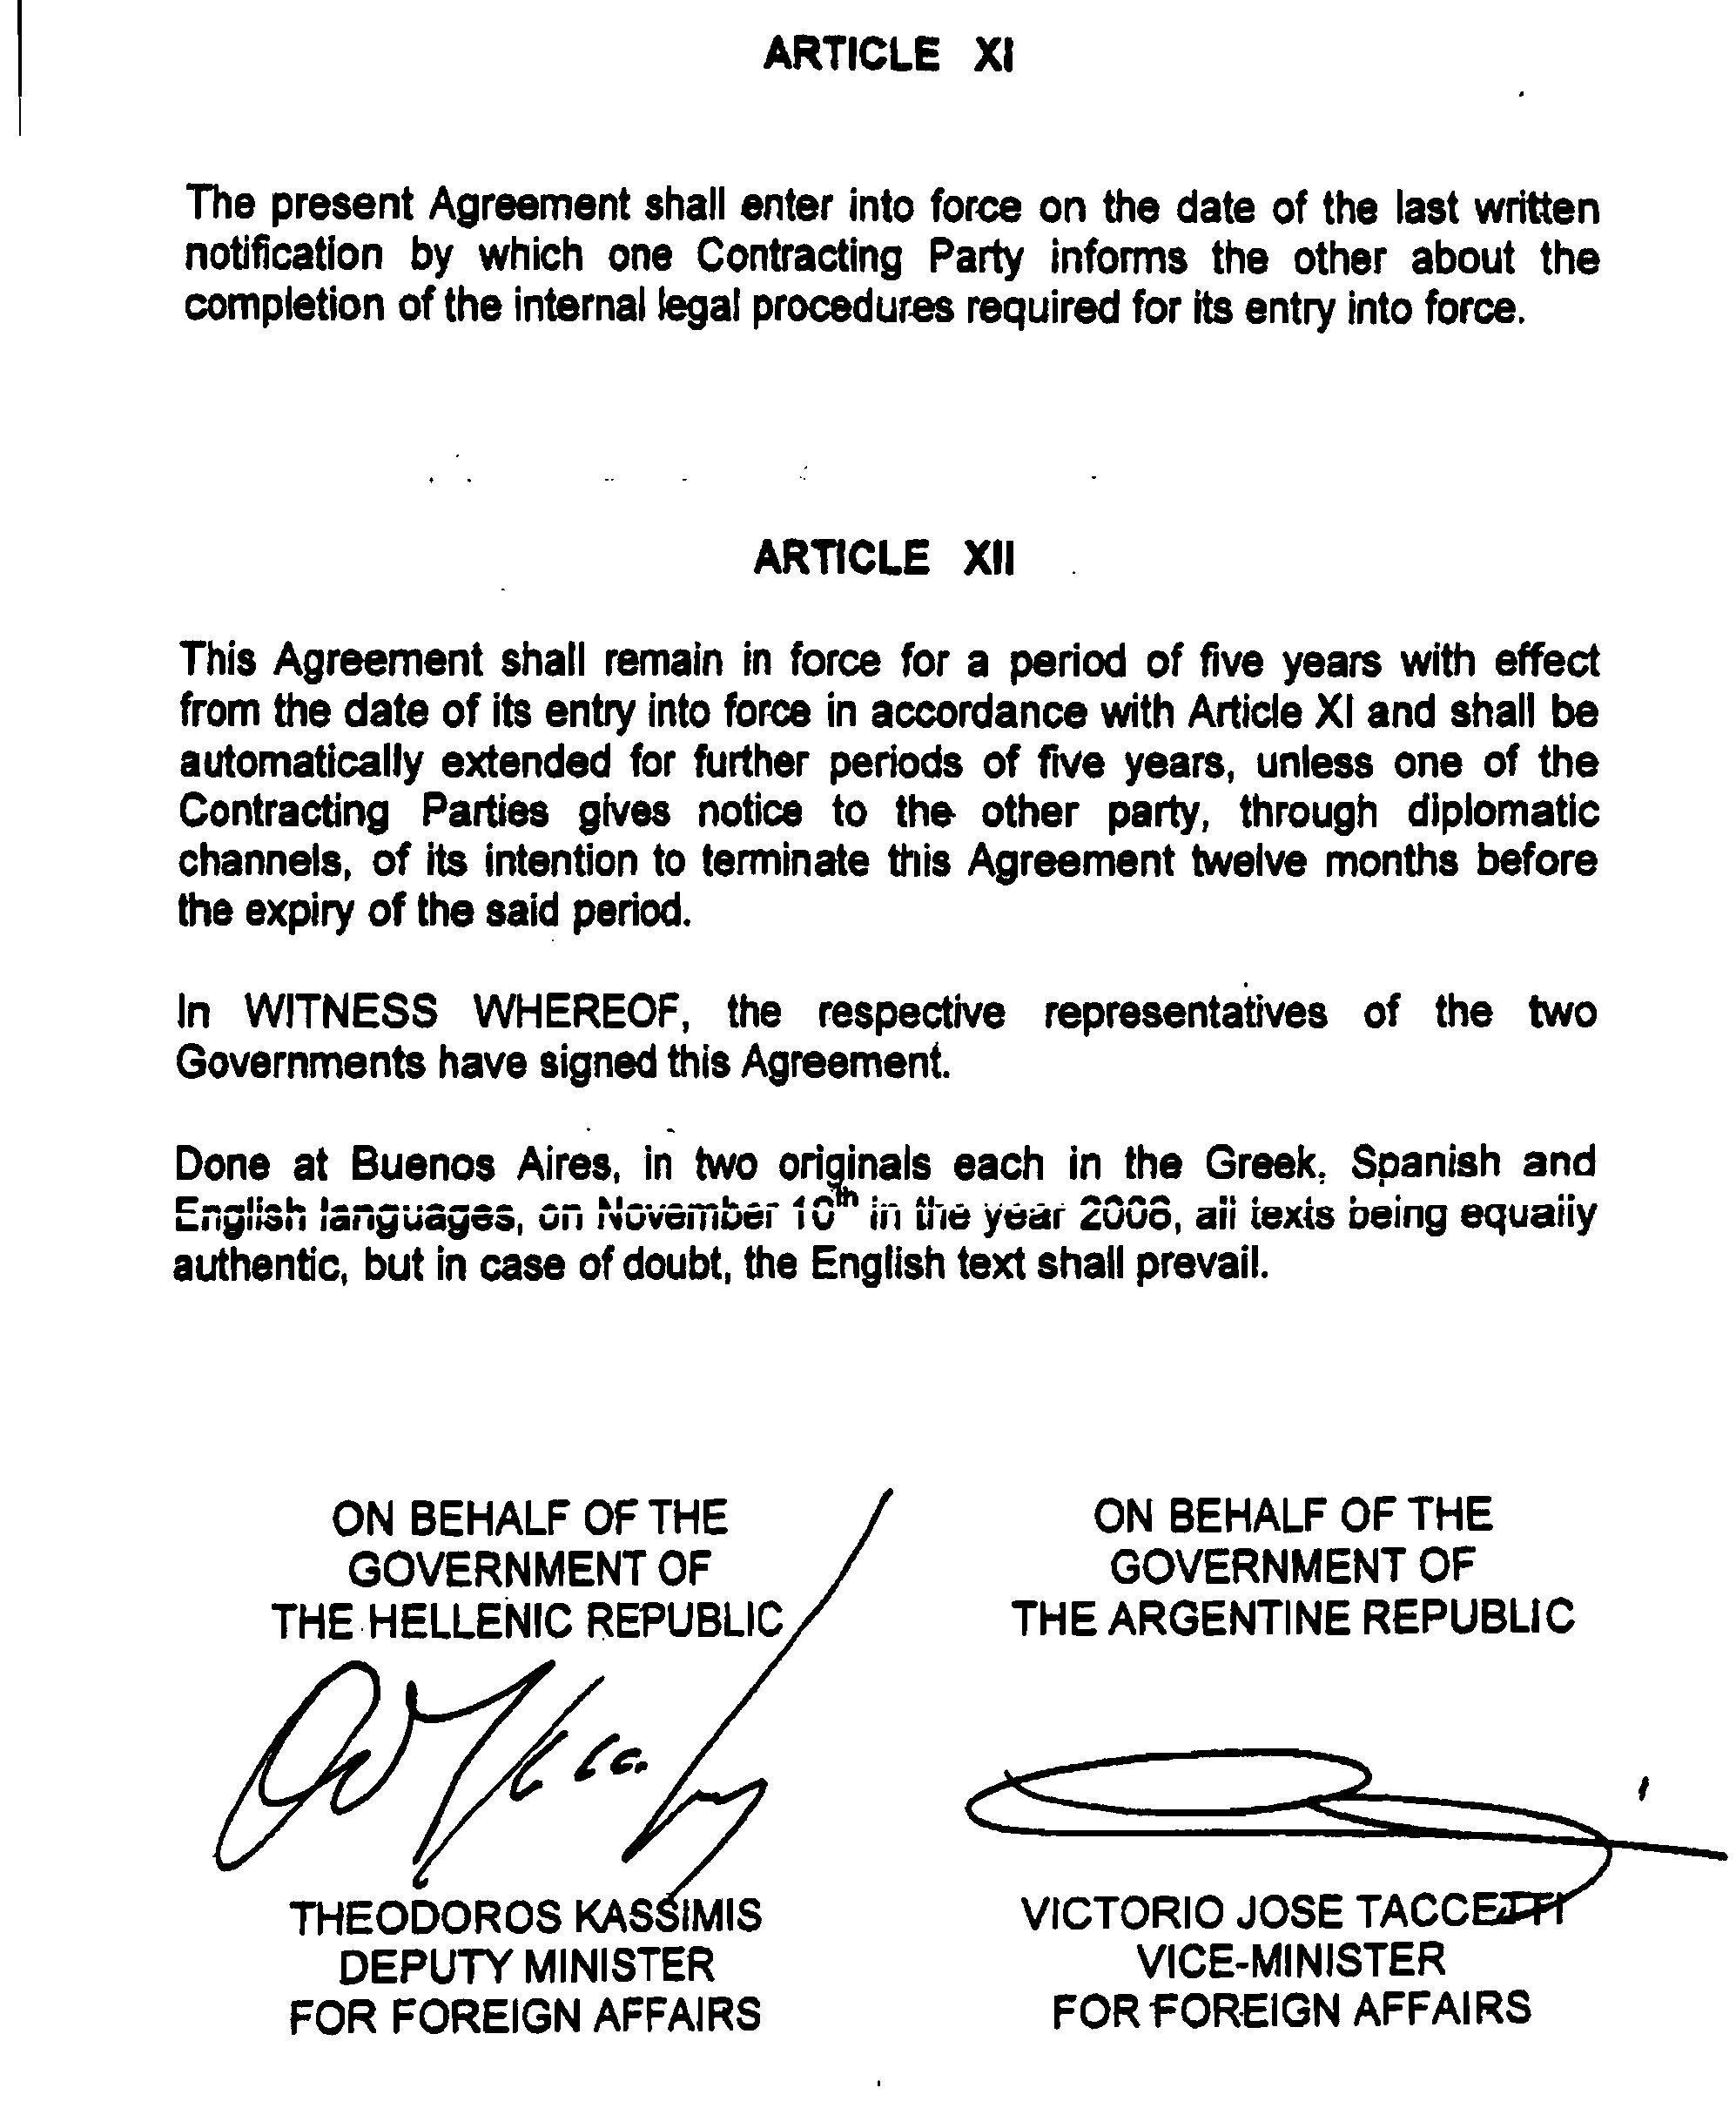 ARTICLE XI
The present Agreement shall enter into force on the date of the last written
notification by which one Contracting Party informs the other about the
completion of the internal legal procedures required for its entry into force.
ARTICLE XII
This Agreement shall remain in force for a period of five years with effect
from the date of its entry into force in accordance with Article XI and shall be
automatically extended for further periods of five years, unless one of the
Contracting Parties gives notice to the other party, through diplomatic
channels, of its intention to terminate this Agreement twelve months before
the expiry of the said period.
In WITNESS WHEREOF, the respective representatives of the two
Governments have signed this Agreement.
Done at Buenos Aires, in two originals each in the Greek, Spanish and
English languages, on November 10th in the year all texts being equally
authentic, but in case of doubt, the English text shall prevail.
ON BEHALF OF THE
GOVERNMENT OF
THE HELLENIC REPUBLIC
THEODOROS KASSIMIS
DEPUTY MINISTER
FOR FOREIGN AFFAIRS
ON BEHALF OF THE
GOVERNMENT OF
THE ARGENTINE REPUBLIC
VICTORIO JOSE TACCETTI
VICE-MINISTER
FOR FOREIGN AFFAIRS